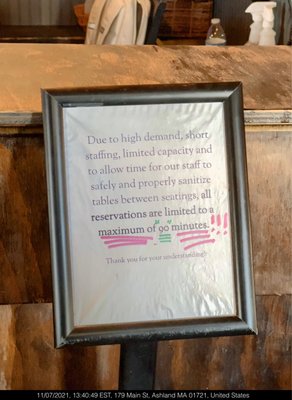 Due to high demand, short
staffing, limited capacity and
to allow time for our staff to
safely and properly sanitize
tables between seatings, all
reservations are limited to a
maximum of 90 minutes.!!!
Thank you for your understanding.
11/07/2021, 13:40:49 EST, 179 Main St, Ashland MA 01721, United States